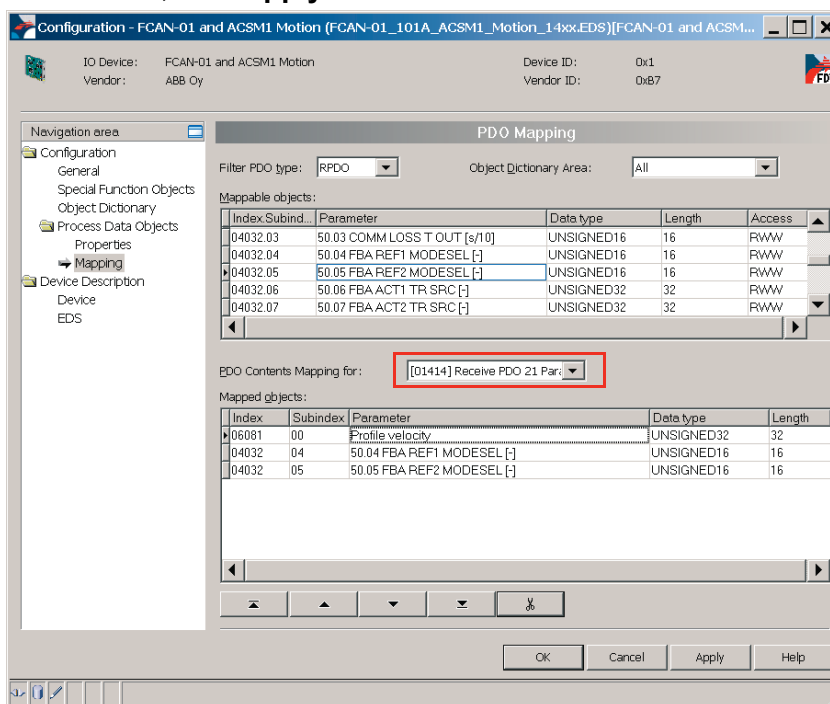 Configuration - FCAN-01 and ACSM1 Motion (FCAN-01_101A_ACSM1_Motion_14xx.EDS)[FCAN-01 and ACSM...
IO Device: FCAN-01 and ACSM1 Motion Device ID: 0x1
Vendor: ABB Oy Vendor ID: 0xB7
FD
Navigation area
Configuration
General
Special Function Objects
Object Dictionary
Process Data Objects
Properties
Mapping
Device Description
Device
EDS
PDO Mapping
Filter PDO type: RPDO Object Dictionary Area: All
Mappable objects:
Index.Subind... Parameter Data type Length Access
04032.03 50.03 COMM LOSS T OUT [s/10] UNSIGNED16 16 RWW
04032.04 50.04 FBA REF1 MODESEL [-] UNSIGNED16 16 RWW
04032.05 50.05 FBA REF2 MODESEL [-] UNSIGNED16 16 RWW
04032.06 50.06 FBA ACT1 TR SRC [-] UNSIGNED32 32 RWW
04032.07 50.07 FBA ACT2 TR SRC [-] UNSIGNED32 32 RWW
PDO Contents Mapping for: [01414] Receive PDO 21 Para
Mapped objects:
Index Subindex Parameter Data type Length
06081 00 Profile velocity UNSIGNED32 32
04032 04 50.04 FBA REF1 MODESEL [-] UNSIGNED16 16
04032 05 50.05 FBA REF2 MODESEL [-] UNSIGNED16 16
OK Cancel Apply Help